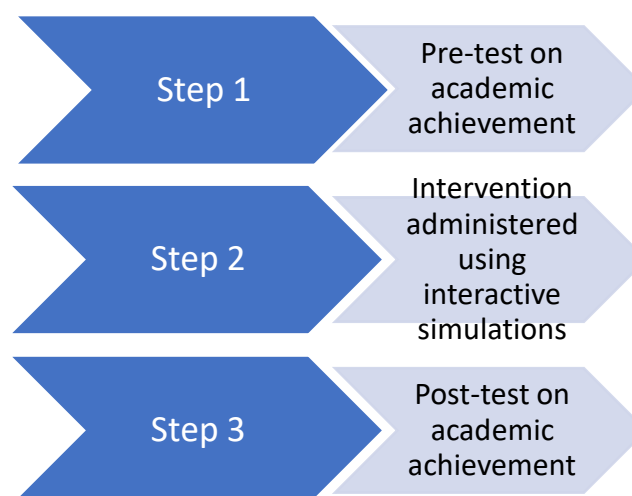 Step 1
Pre-test on
academic
achievement
Step 2
Intervention
administered
using
interactive
simulations
Step 3
Post-test on
academic
achievement